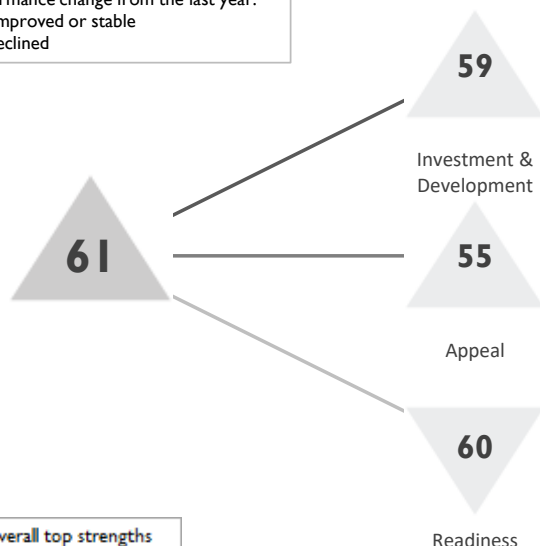 rmance change from the last year:
mproved or stable
eclined
59
Investment &
Development
61
55
Appeal
60
verall top strengths
Readiness